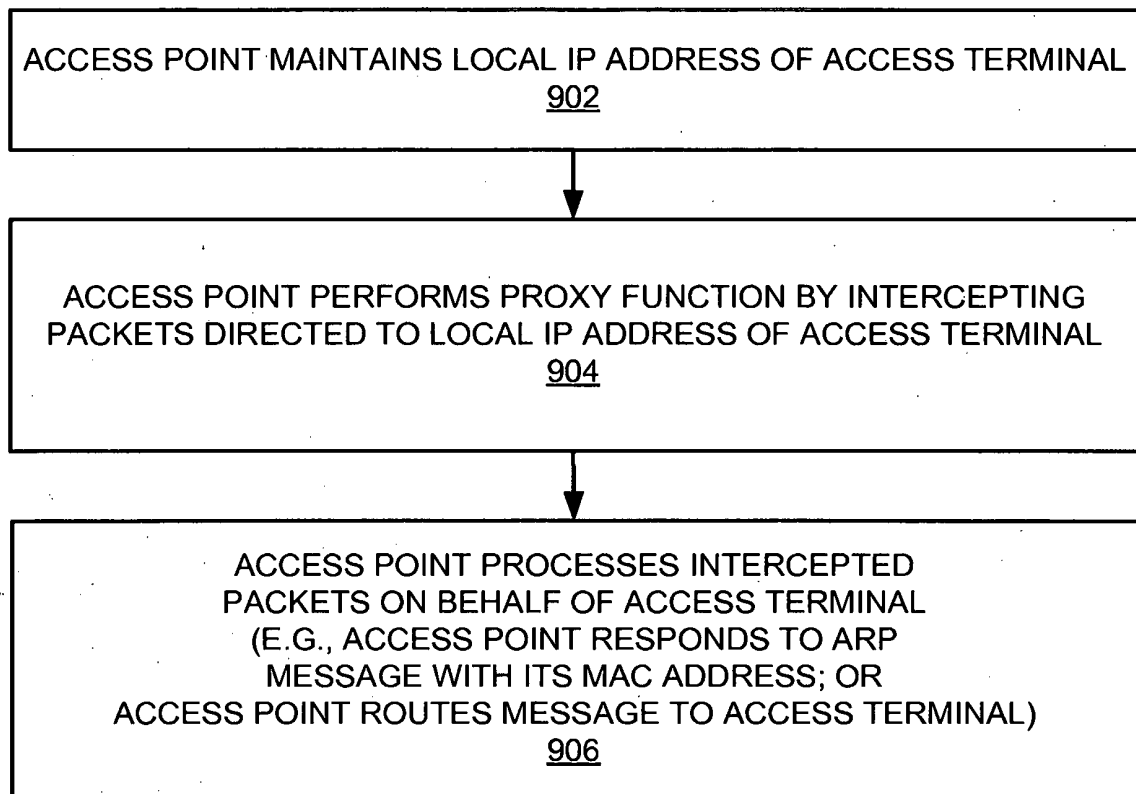 ACCESS POINT MAINTAINS LOCAL IP ADDRESS OF ACCESS TERMINAL
902
ACCESS POINT PERFORMS PROXY FUNCTION BY INTERCEPTING
PACKETS DIRECTED TO LOCAL IP ADDRESS OF ACCESS TERMINAL
904
ACCESS POINT PROCESSES INTERCEPTED
PACKETS ON BEHALF OF ACCESS TERMINAL
(E.G., ACCESS POINT RESPONDS TO ARP
MESSAGE WITH ITS MAC ADDRESS; OR
ACCESS POINT ROUTES MESSAGE TO ACCESS TERMINAL)
906